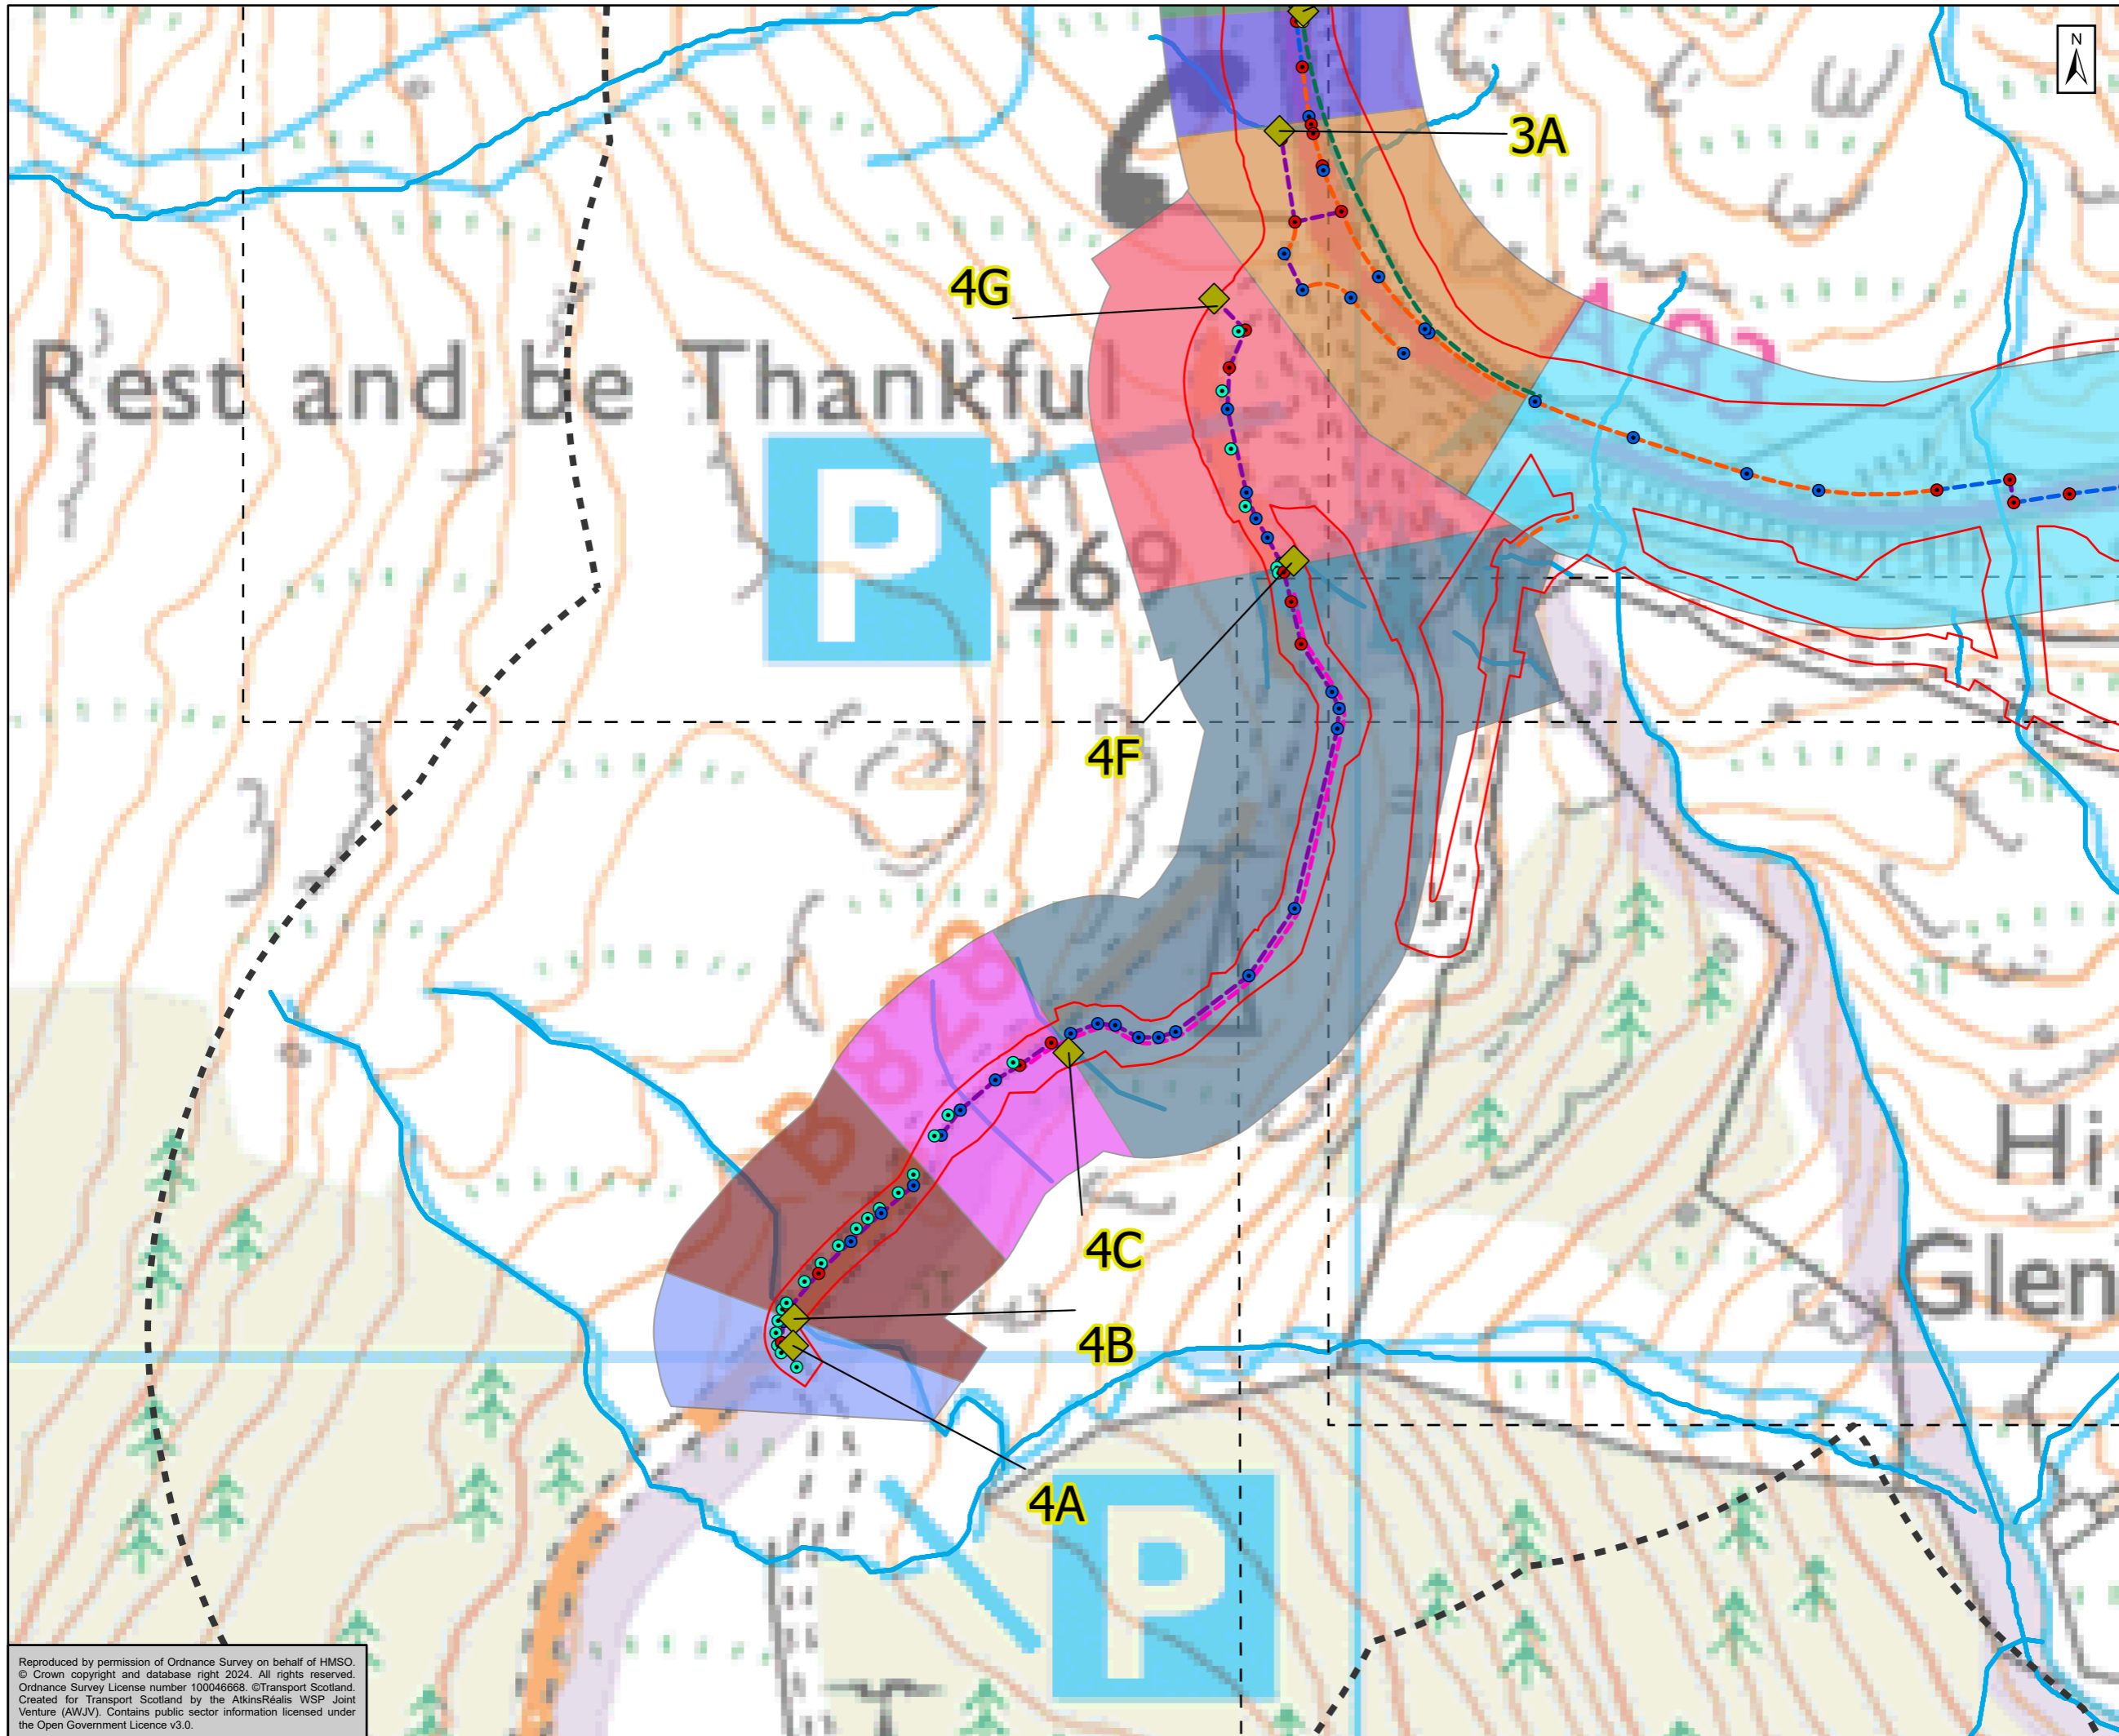 N
3A
4G
A83
Rest and be Thankful
P
269
4F
B828
Hi
4C
Glen
4B
4A
P
Reproduced by permission of Ordnance Survey on behalf of HMSO.
© Crown copyright and database right 2024. All rights reserved.
Ordnance Survey License number 100046668. ©Transport Scotland.
Created for Transport Scotland by the AtkinsRéalis WSP Joint
Venture (AWJV). Contains public sector information licensed under
the Open Government Licence v3.0.